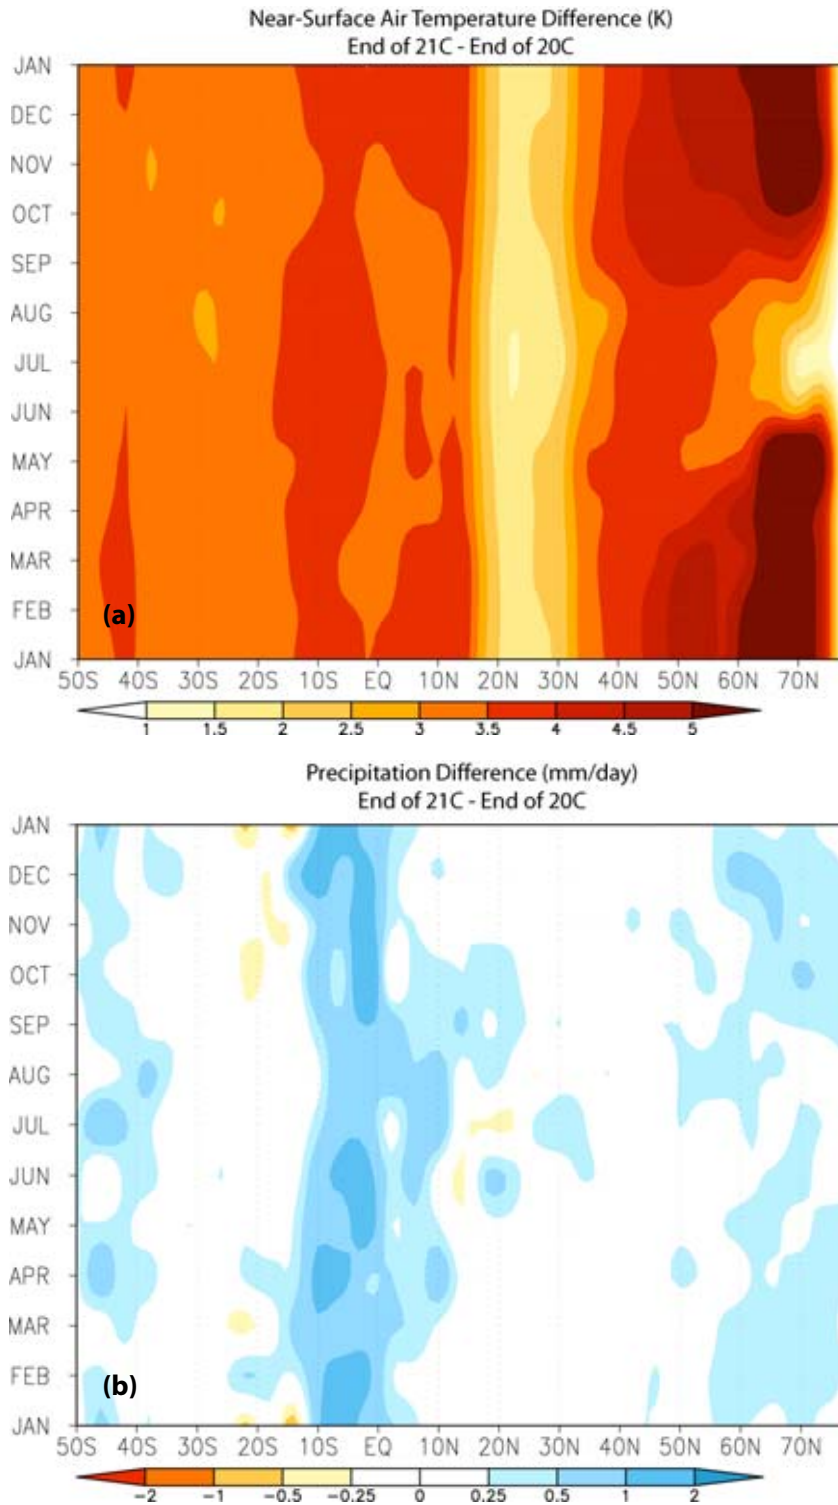 Near-Surface Air Temperature Difference (K)
End of 21C - End of 20C
JAN
DEC
NOV
OCT
SEP
AUG
JUL
JUN
MAY
APR
MAR
FEB
JAN
(a)
50S 40S 30S 20S 10S EQ 10N 20N 30N 40N 50N 60N 70N
1 1.5 2 2.5 3 3.5 4 4.5 5
Precipitation Difference (mm/day)
End of 21C - End of 20C
JAN
DEC
NOV
OCT
SEP
AUG
JUL
JUN
MAY
APR
MAR
FEB
JAN
(b)
50S 40S 30S 20S 10S EQ 10N 20N 30N 40N 50N 60N 70N
-2 -1 -0.5 -0.25 0 0.25 0.5 1 2